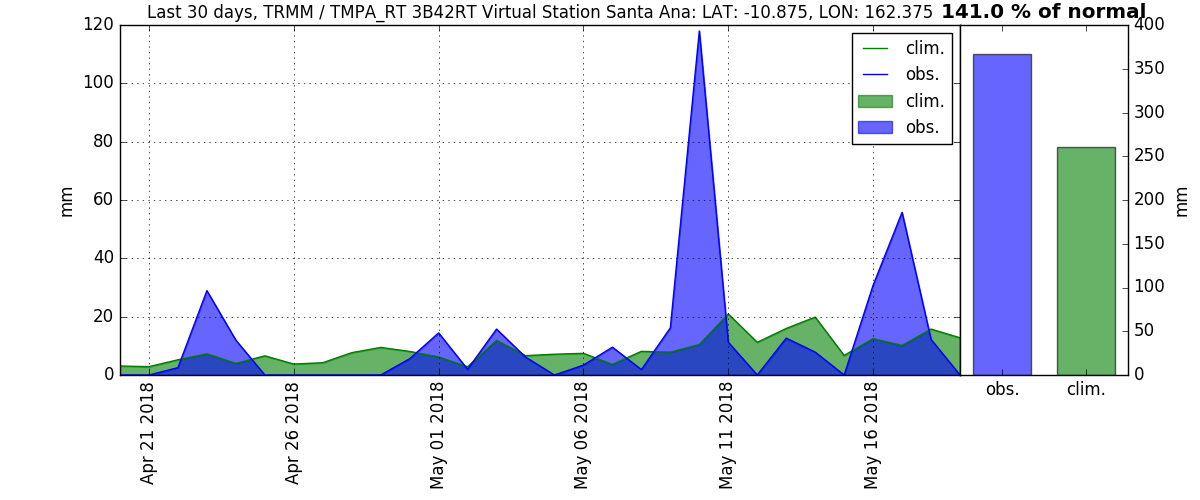 Last 30 days, TRMM / TMPA_RT 3B42RT Virtual Station Santa Ana: LAT: -10.875, LON: 162.375 141.0 % of normal
120
100
80
60
40
20
0
mm
clim.
obs.
clim.
obs.
400
350
300
250
200
150
100
50
0
mm
Apr 21 2018
Apr 26 2018
May 01 2018
May 06 2018
May 11 2018
May 16 2018
obs.
clim.